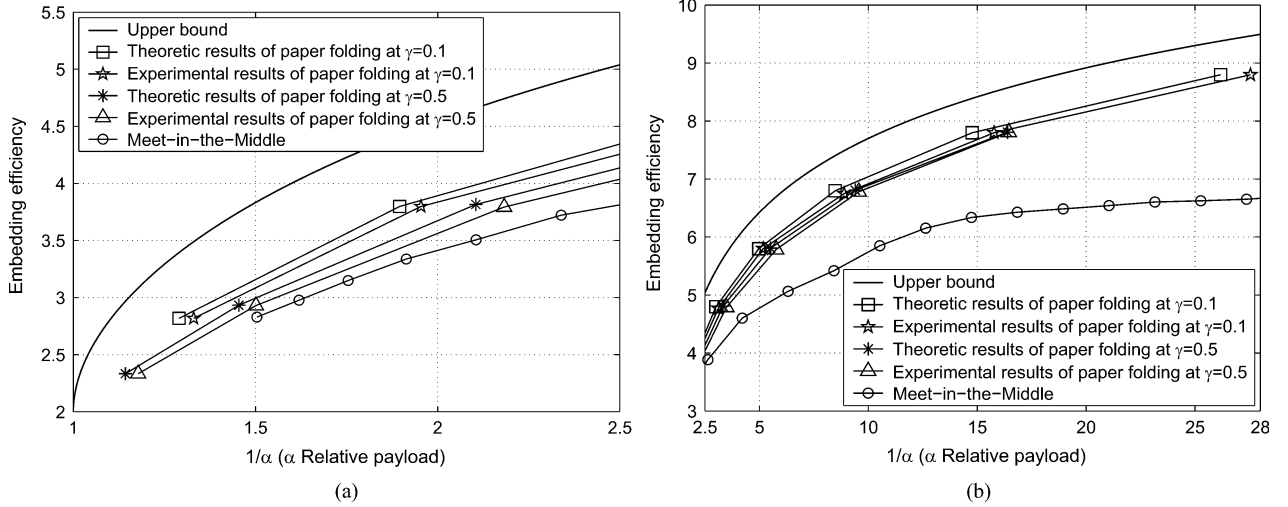 5.5
5
4.5
4
3.5
3
2.5
2
Embedding efficiency
Upper bound
Theoretic results of paper folding at γ=0.1
Experimental results of paper folding at γ=0.1
Theoretic results of paper folding at γ=0.5
Experimental results of paper folding at γ=0.5
Meet−in−the−Middle
1 1.5 2 2.5
1/α (α Relative payload)
(a)
10
9
8
7
6
5
4
3
Embedding efficiency
Upper bound
Theoretic results of paper folding at γ=0.1
Experimental results of paper folding at γ=0.1
Theoretic results of paper folding at γ=0.5
Experimental results of paper folding at γ=0.5
Meet−in−the−Middle
2.5 5 10 15 20 25 28
1/α (α Relative payload)
(b)